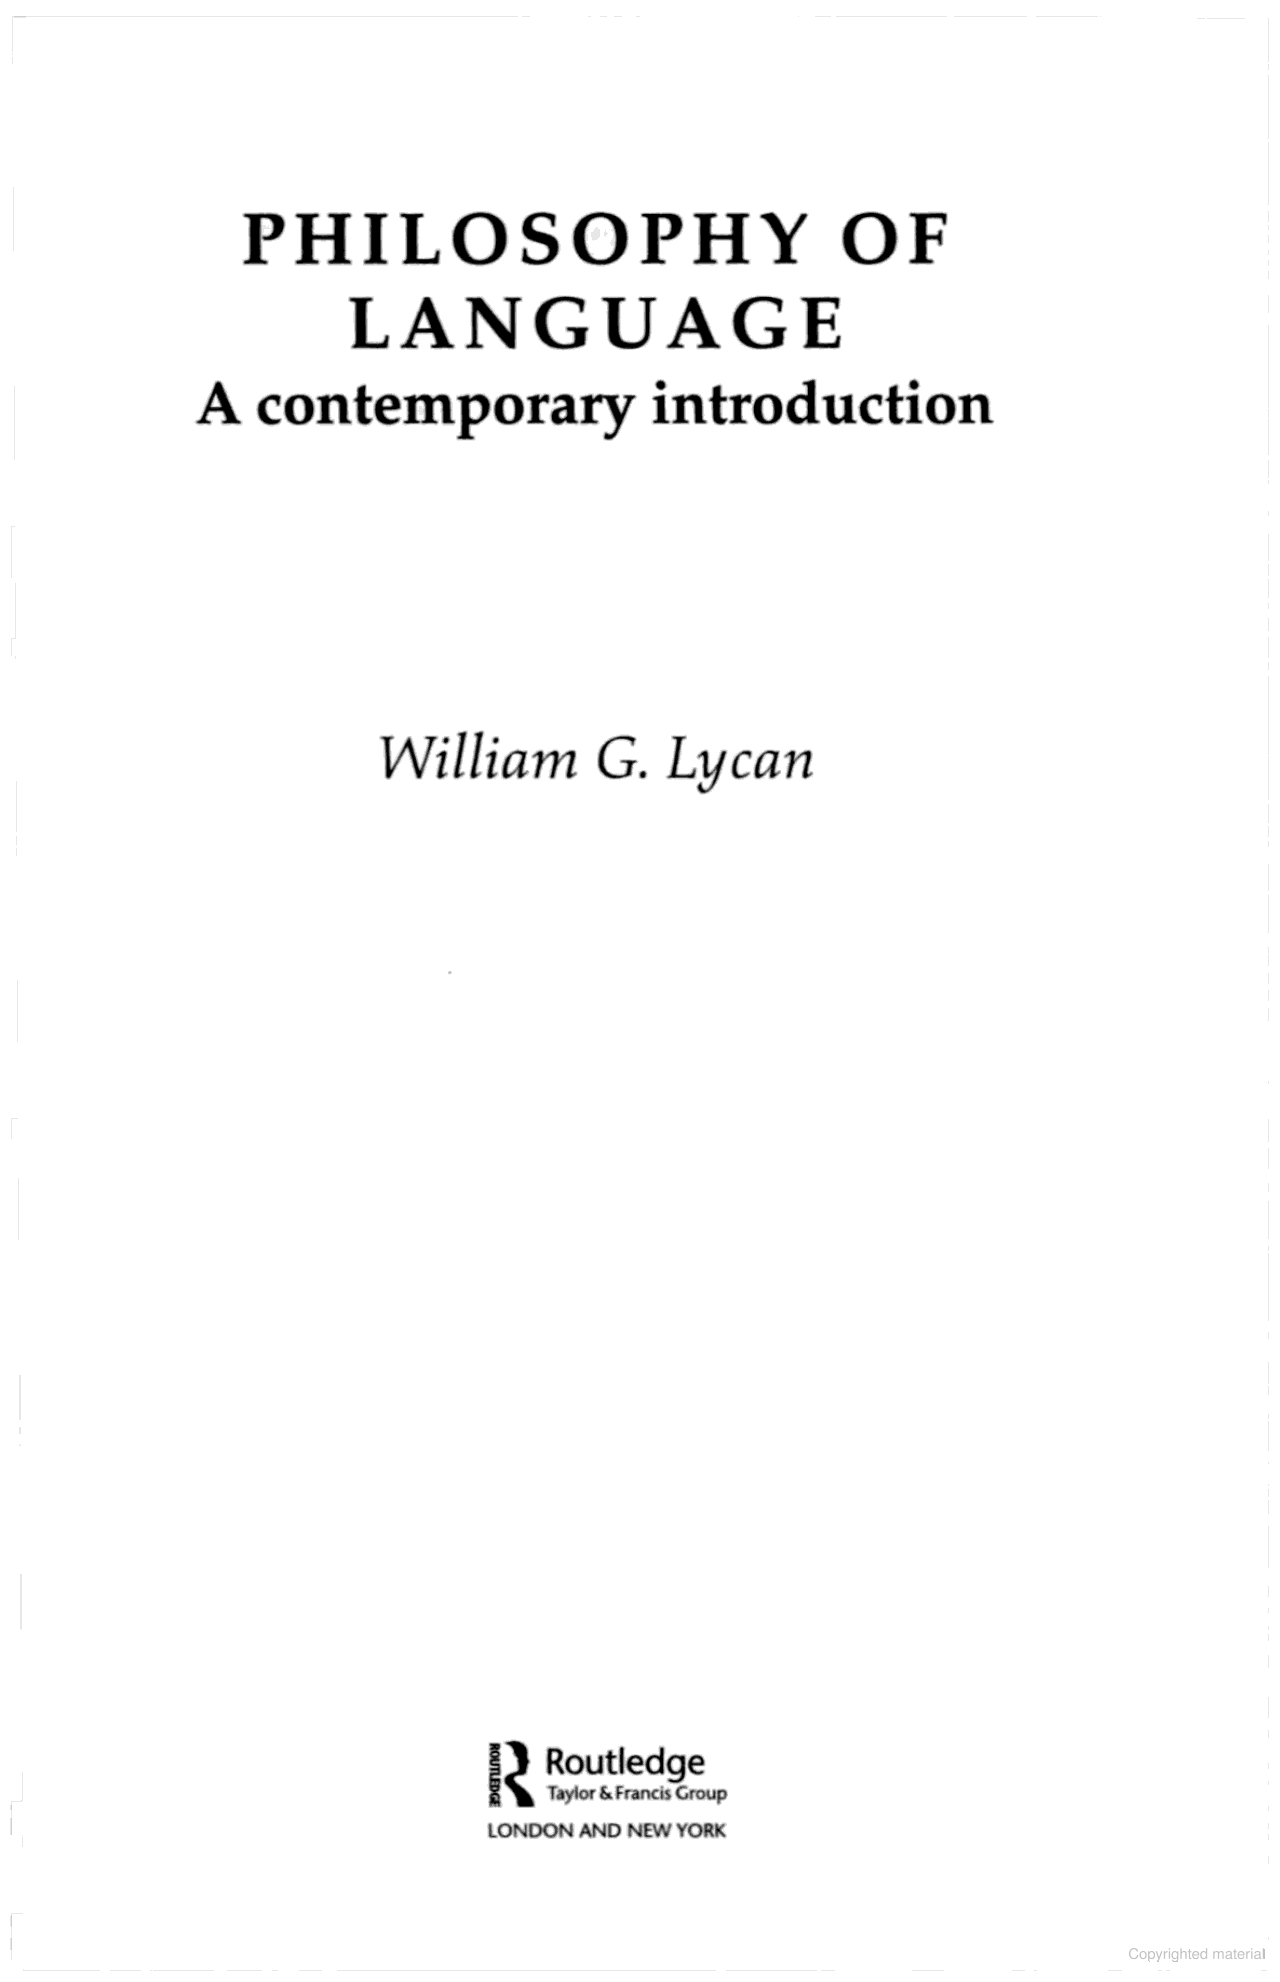 PHILOSOPHY OF
LANGUAGE
A contemporary introduction
William G. Lycan
ROUTLEDGE
Routledge
Taylor & Francis Group
LONDON AND NEW YORK
Copyrighted material